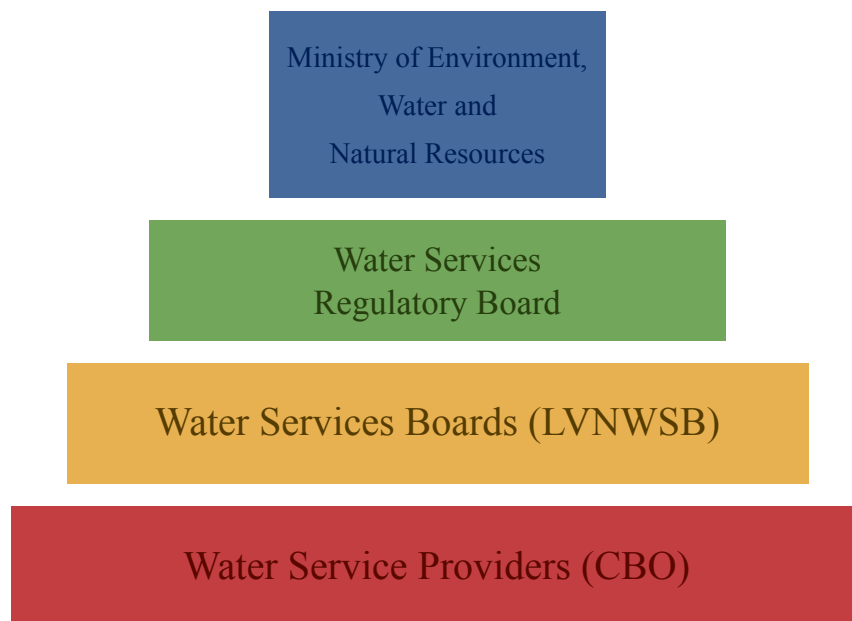 Ministry of Environment,
Water and
Natural Resources
Water Services
Regulatory Board
Water Services Boards (LVNWSB)
Water Service Providers (CBO)